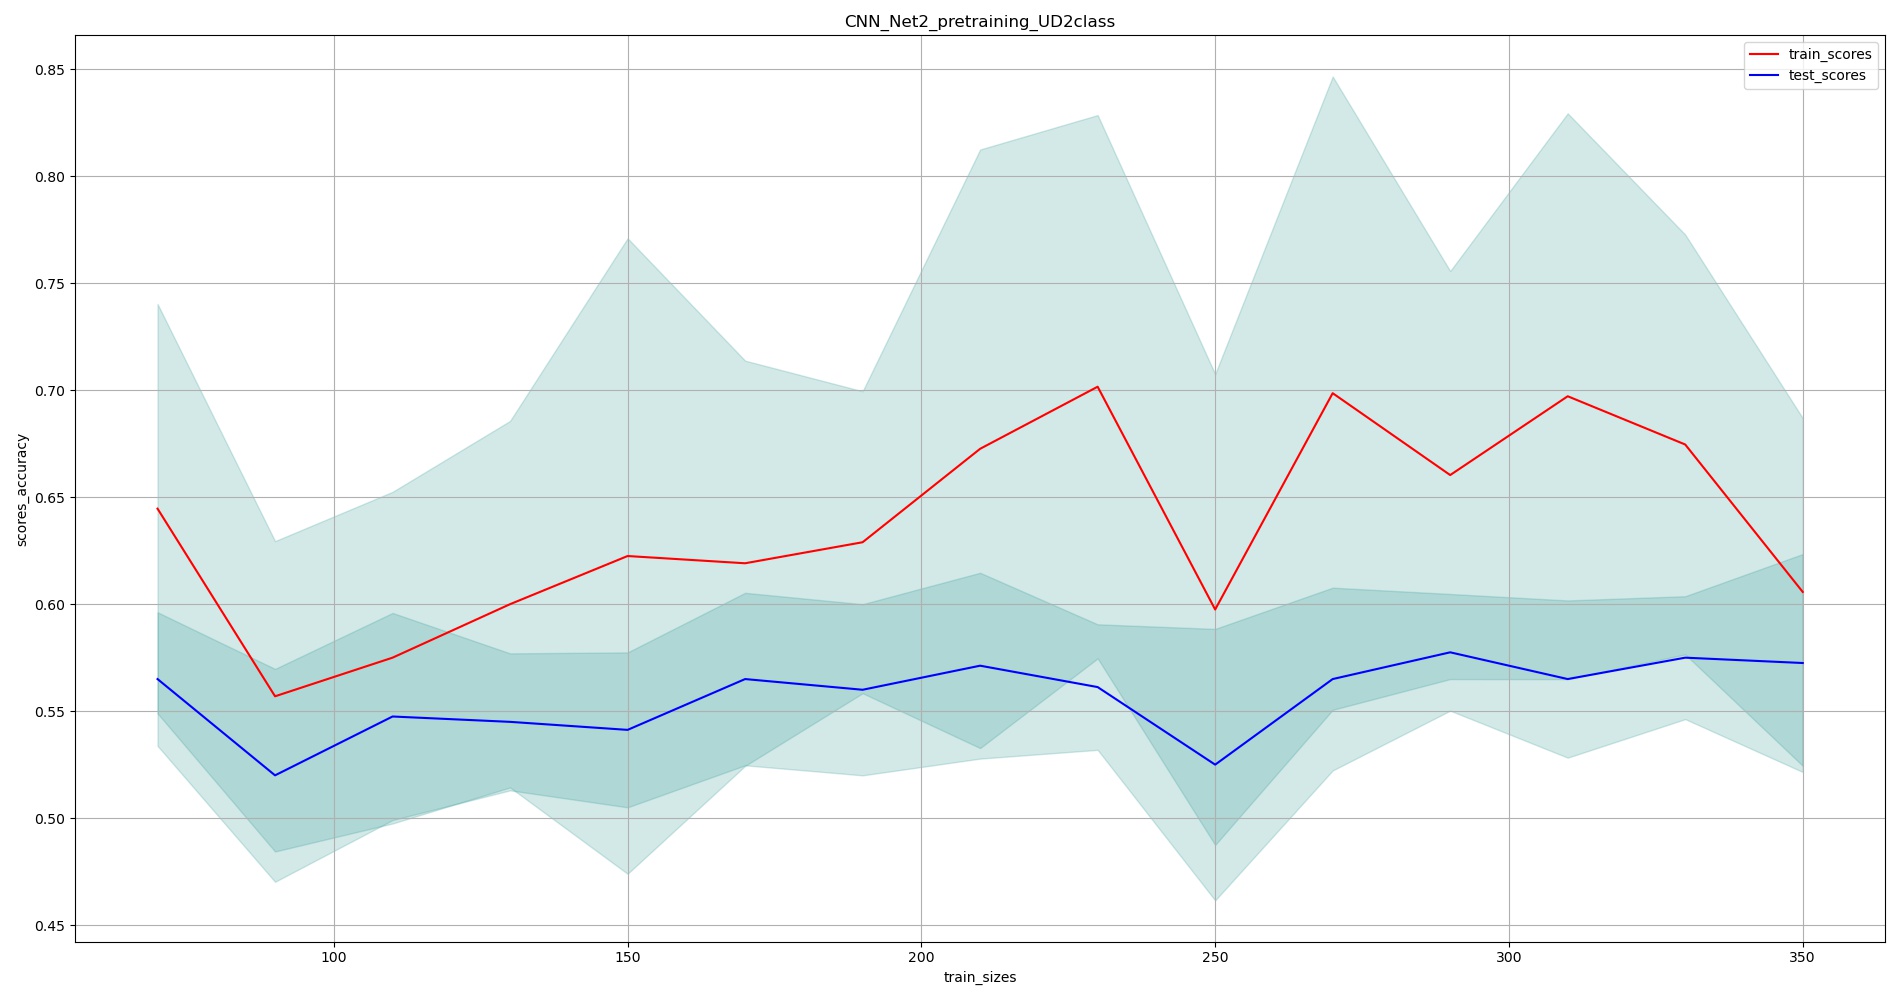 CNN_Net2_pretraining_UD2class
train_scores
test_scores
scores_accuracy
0.85
0.80
0.75
0.70
0.65
0.60
0.55
0.50
0.45
100 150 200 250 300 350
train_sizes